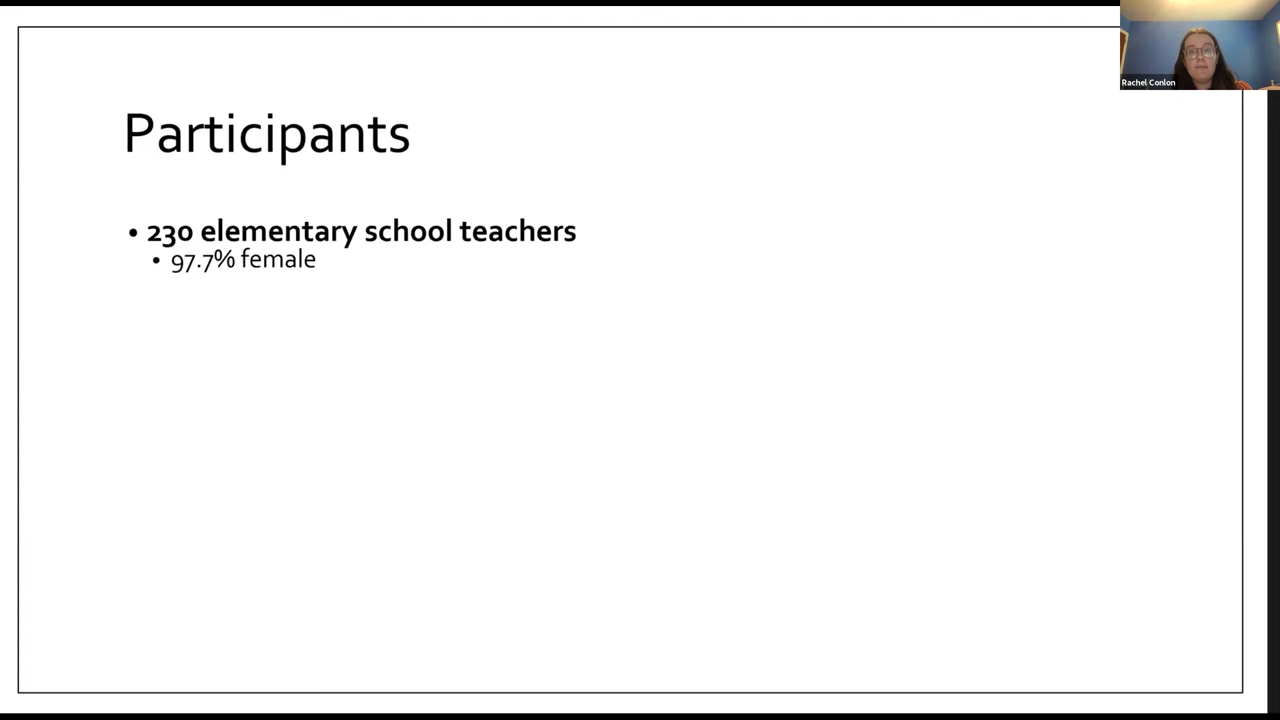 Rachel Conlon
Participants
• 230 elementary school teachers
• 97.7% female